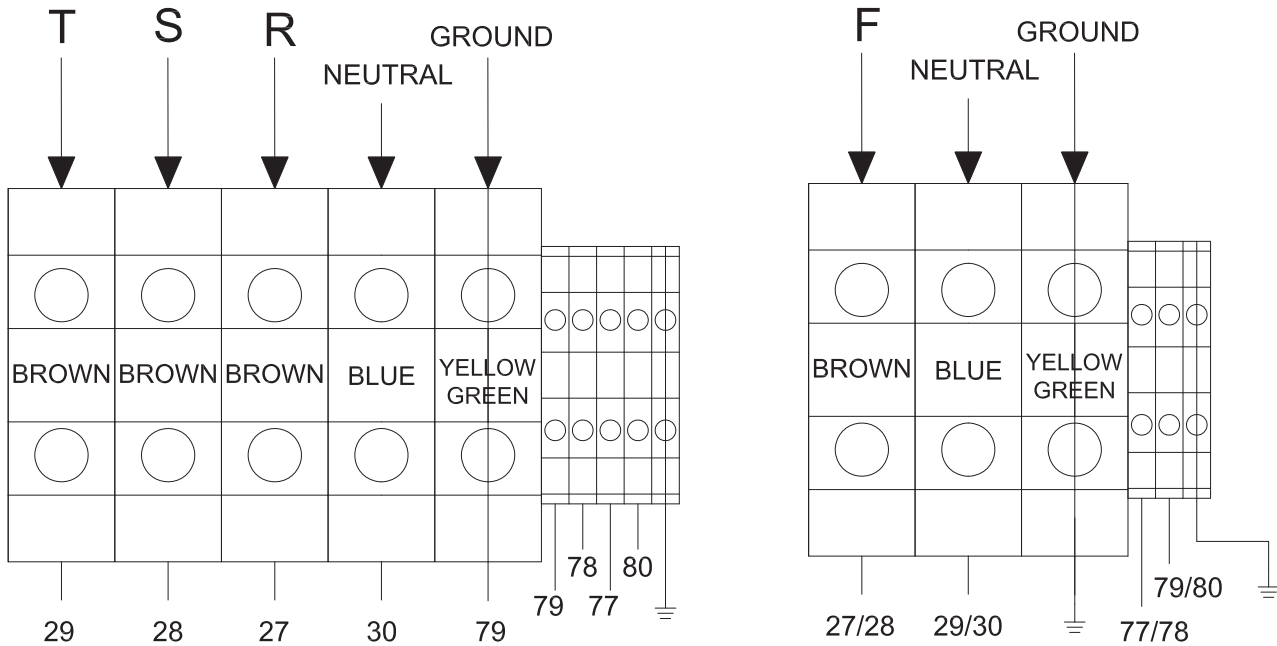 T
S
R
GROUND
NEUTRAL
BROWN
BROWN
BROWN
BLUE
YELLOW
GREEN
29
28
27
30
79
79
78
77
80
F
GROUND
NEUTRAL
BROWN
BLUE
YELLOW
GREEN
27/28
29/30
77/78
79/80